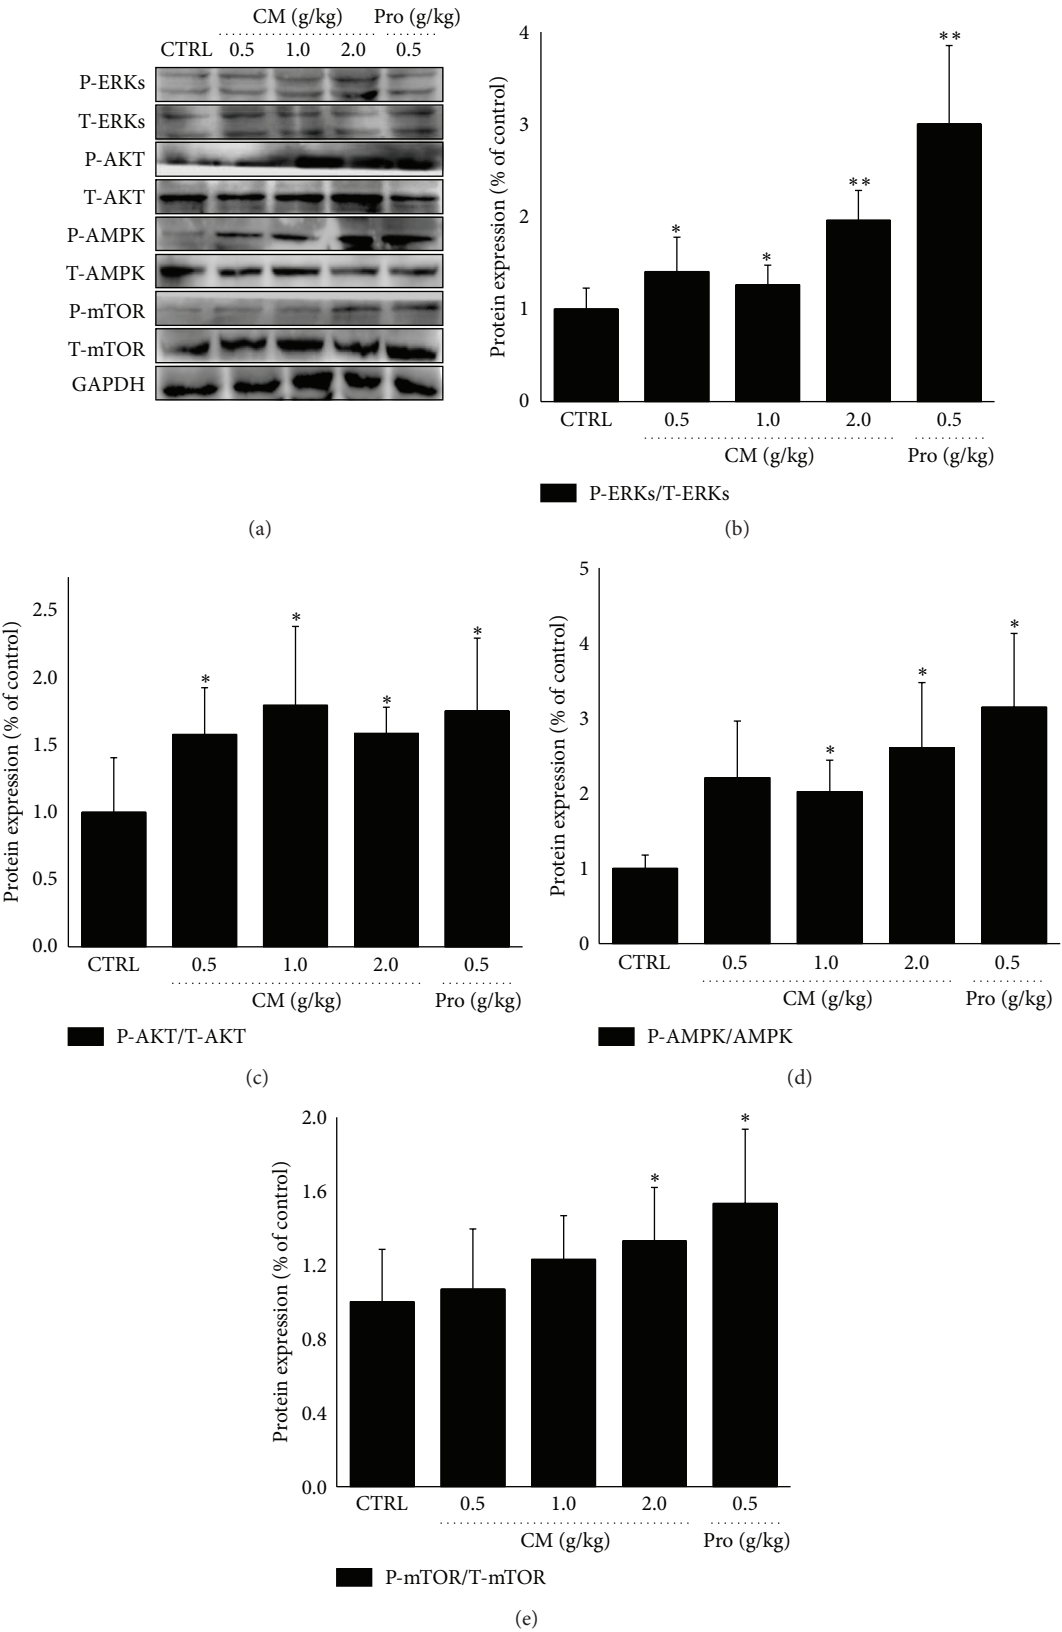 CM (g/kg) Pro (g/kg)
CTRL 0.5 1.0 2.0 0.5
P-ERKs
T-ERKs
P-AKT
T-AKT
P-AMPK
T-AMPK
P-mTOR
T-mTOR
GAPDH
(a)
Protein expression (% of control)
4
3
2
1
0
* * ** **
CTRL 0.5 1.0 2.0 0.5
CM (g/kg) Pro (g/kg)
P-ERKs/T-ERKs
(b)
Protein expression (% of control)
2.5
2.0
1.5
1.0
0.5
0.0
* * * *
CTRL 0.5 1.0 2.0 0.5
CM (g/kg) Pro (g/kg)
P-AKT/T-AKT
(c)
Protein expression (% of control)
5
4
3
2
1
0
* * *
CTRL 0.5 1.0 2.0 0.5
CM (g/kg) Pro (g/kg)
P-AMPK/AMPK
(d)
Protein expression (% of control)
2.0
1.6
1.2
0.8
0.4
0.0
* *
CTRL 0.5 1.0 2.0 0.5
CM (g/kg) Pro (g/kg)
P-mTOR/T-mTOR
(e)